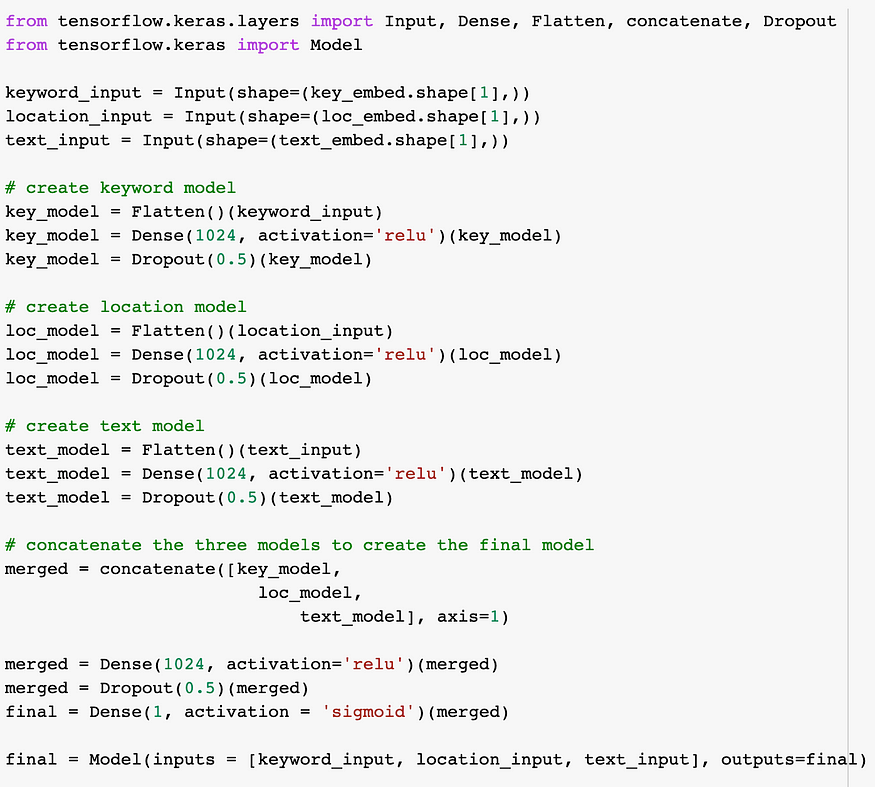 from tensorflow.keras.layers import Input, Dense, Flatten, concatenate, Dropout
from tensorflow.keras import Model

keyword_input = Input(shape=(key_embed.shape[1],))
location_input = Input(shape=(loc_embed.shape[1],))
text_input = Input(shape=(text_embed.shape[1],))

# create keyword model
key_model = Flatten()(keyword_input)
key_model = Dense(1024, activation='relu')(key_model)
key_model = Dropout(0.5)(key_model)

# create location model
loc_model = Flatten()(location_input)
loc_model = Dense(1024, activation='relu')(loc_model)
loc_model = Dropout(0.5)(loc_model)

# create text model
text_model = Flatten()(text_input)
text_model = Dense(1024, activation='relu')(text_model)
text_model = Dropout(0.5)(text_model)

# concatenate the three models to create the final model
merged = concatenate([key_model,
                        loc_model,
                            text_model], axis=1)

merged = Dense(1024, activation='relu')(merged)
merged = Dropout(0.5)(merged)
final = Dense(1, activation = 'sigmoid')(merged)

final = Model(inputs = [keyword_input, location_input, text_input], outputs=final)